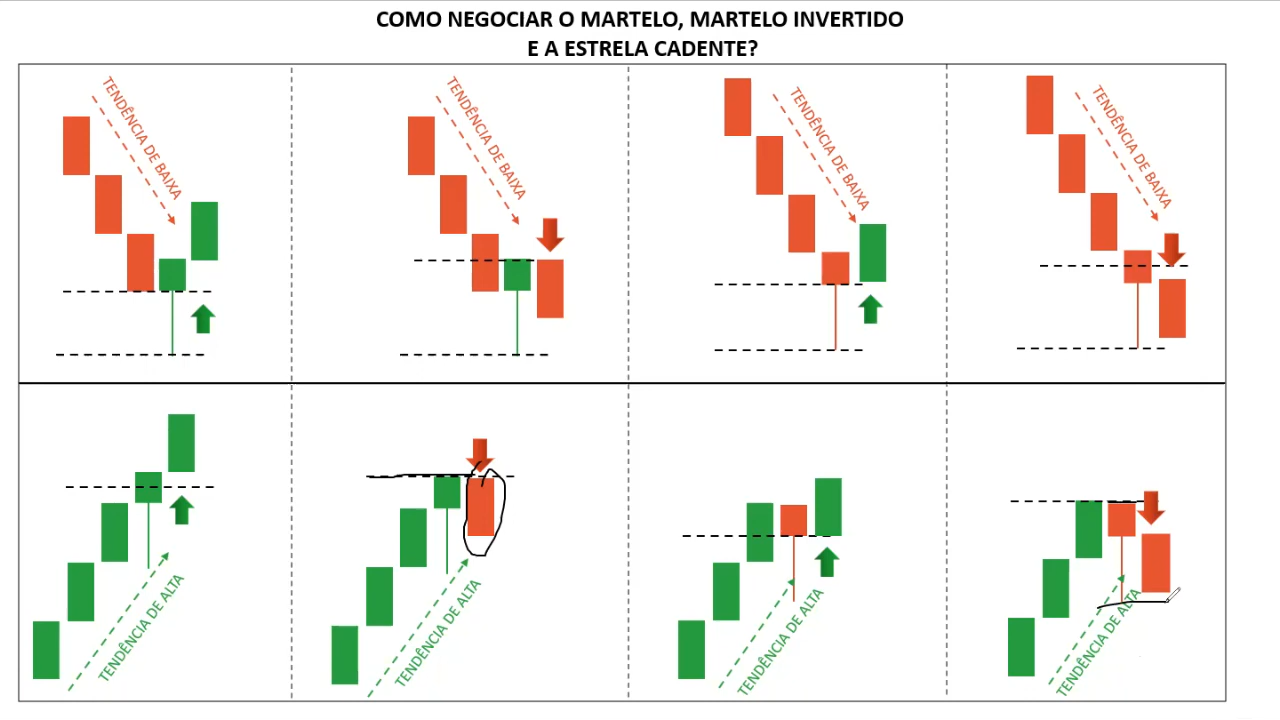 COMO NEGOCIAR O MARTELO, MARTELO INVERTIDO
E A ESTRELA CADENTE?
TENDÊNCIA DE BAIXA
TENDÊNCIA DE BAIXA
TENDÊNCIA DE BAIXA
TENDÊNCIA DE BAIXA
TENDÊNCIA DE ALTA
TENDÊNCIA DE ALTA
TENDÊNCIA DE ALTA
TENDÊNCIA DE ALTA